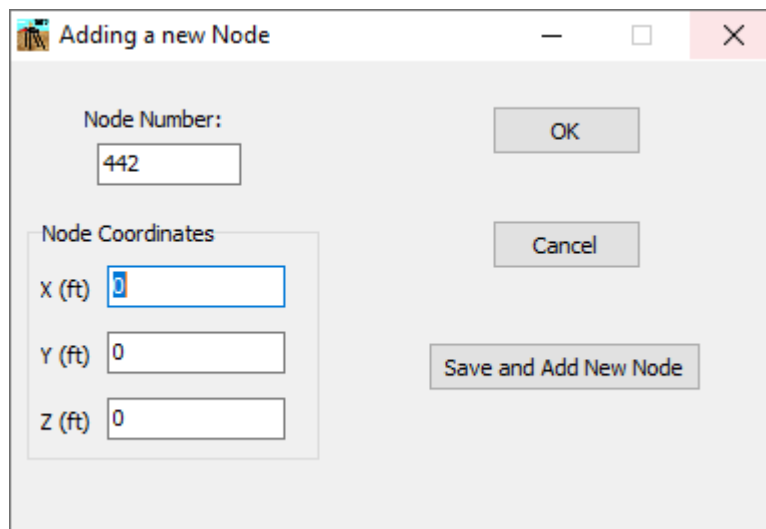 Adding a new Node
Node Number:
442
OK
Node Coordinates
X (ft) 0
Cancel
Y (ft) 0
Save and Add New Node
Z (ft) 0